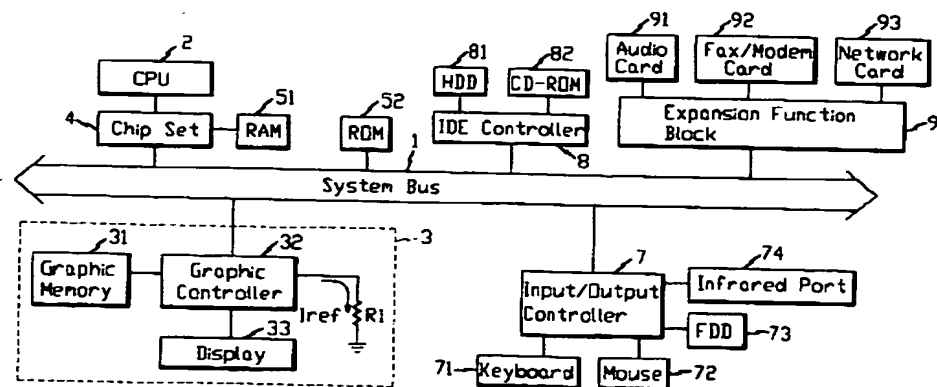 2
CPU
4
Chip Set
51
RAM
52
ROM
81
HDD
82
CD-ROM
IDE Controller
8
91
Audio
Card
92
Fax/Modem
Card
93
Network
Card
Expansion Function
Block
9
1
System Bus
3
31
Graphic
Memory
32
Graphic
Controller
Iref
R1
33
Display
7
Input/Output
Controller
74
Infrared Port
FDD
73
71
Keyboard
Mouse
72